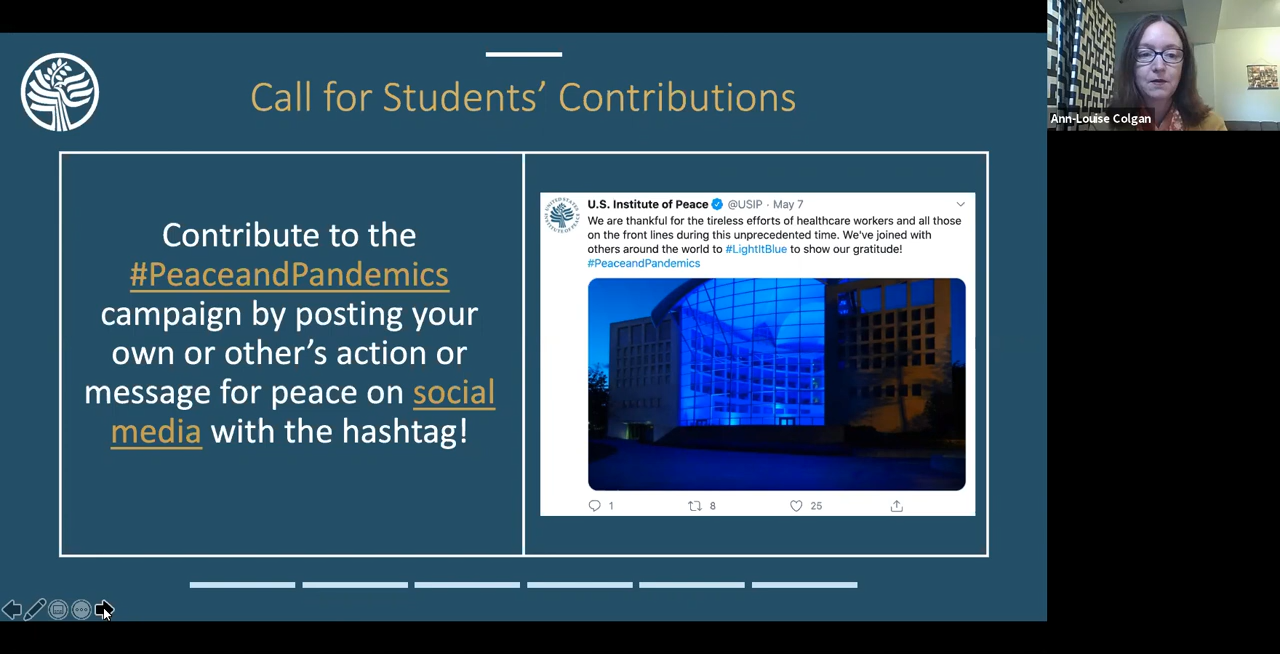 Call for Students’ Contributions
Contribute to the
#PeaceandPandemics
campaign by posting your
own or other’s action or
message for peace on social
media with the hashtag!
U.S. Institute of Peace @USIP · May 7
We are thankful for the tireless efforts of healthcare workers and all those
on the front lines during this unprecedented time. We've joined with
others around the world to #LightItBlue to show our gratitude!
#PeaceandPandemics
1 8 25
Ann-Louise Colgan